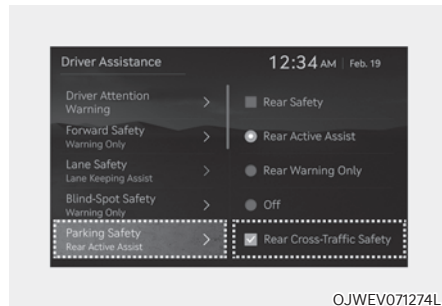 Driver Assistance
12:34 AM | Feb. 19
Driver Attention
Warning
Forward Safety
Warning Only
Lane Safety
Lane Keeping Assist
Blind-Spot Safety
Warning Only
Parking Safety
Rear Active Assist
Rear Safety
Rear Active Assist
Rear Warning Only
Off
Rear Cross-Traffic Safety
OJWEV071274L